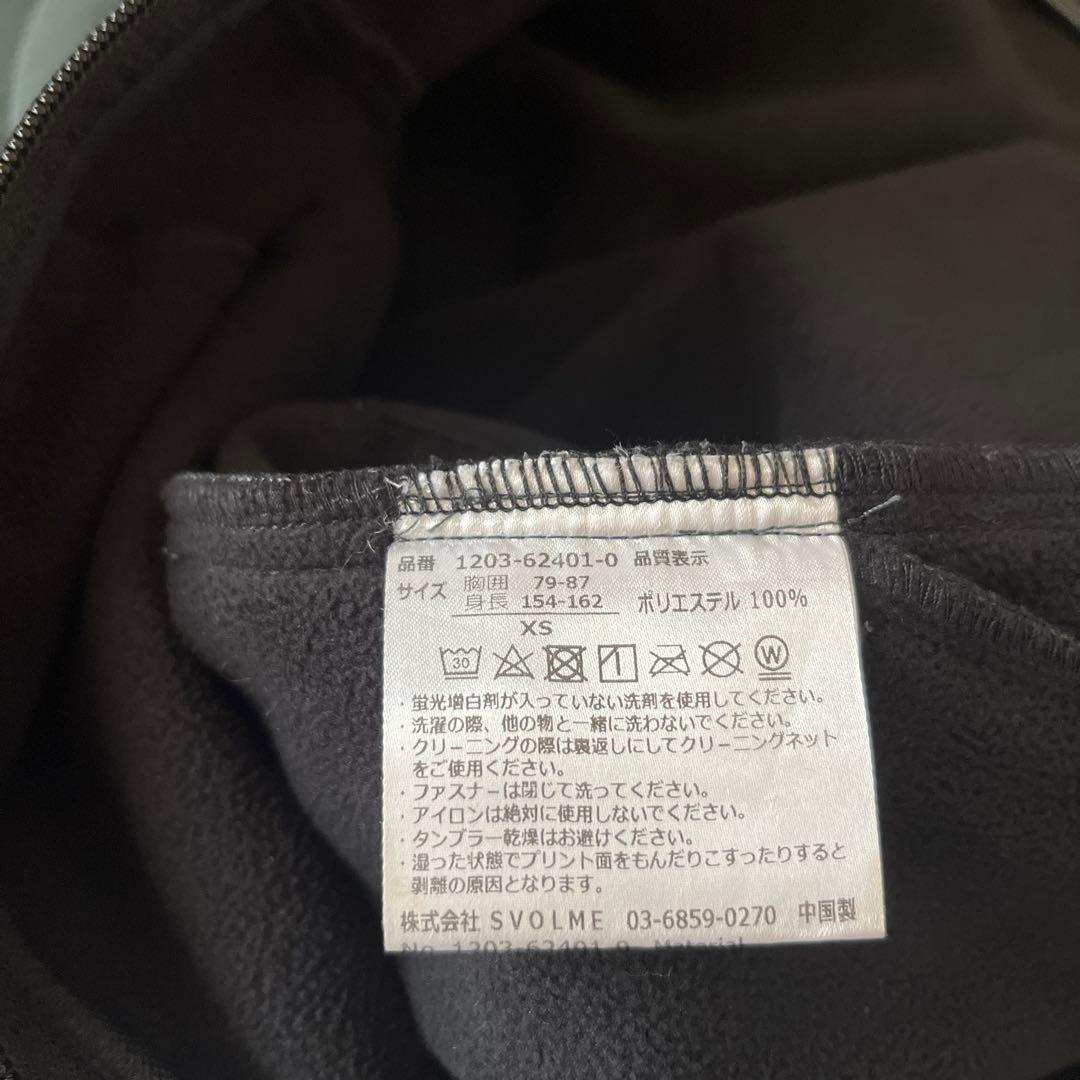 品番 1203-62401-0 品質表示
サイズ 胸囲 79-87
身長 154-162 ポリエステル 100%
XS
30 W
・蛍光増白剤が入っていない洗剤を使用してください。
・洗濯の際、他の物と一緒に洗わないでください。
・クリーニングの際は裏返しにしてクリーニングネット
をご使用ください。
・ファスナーは閉じて洗ってください。
・アイロンは絶対に使用しないでください。
・タンブラー乾燥はお避けください。
・湿った状態でプリント面をもんだりこすったりすると
剥離の原因となります。
株式会社 SVOLME 03-6859-0270 中国製
No. 1203-62401-0 Material